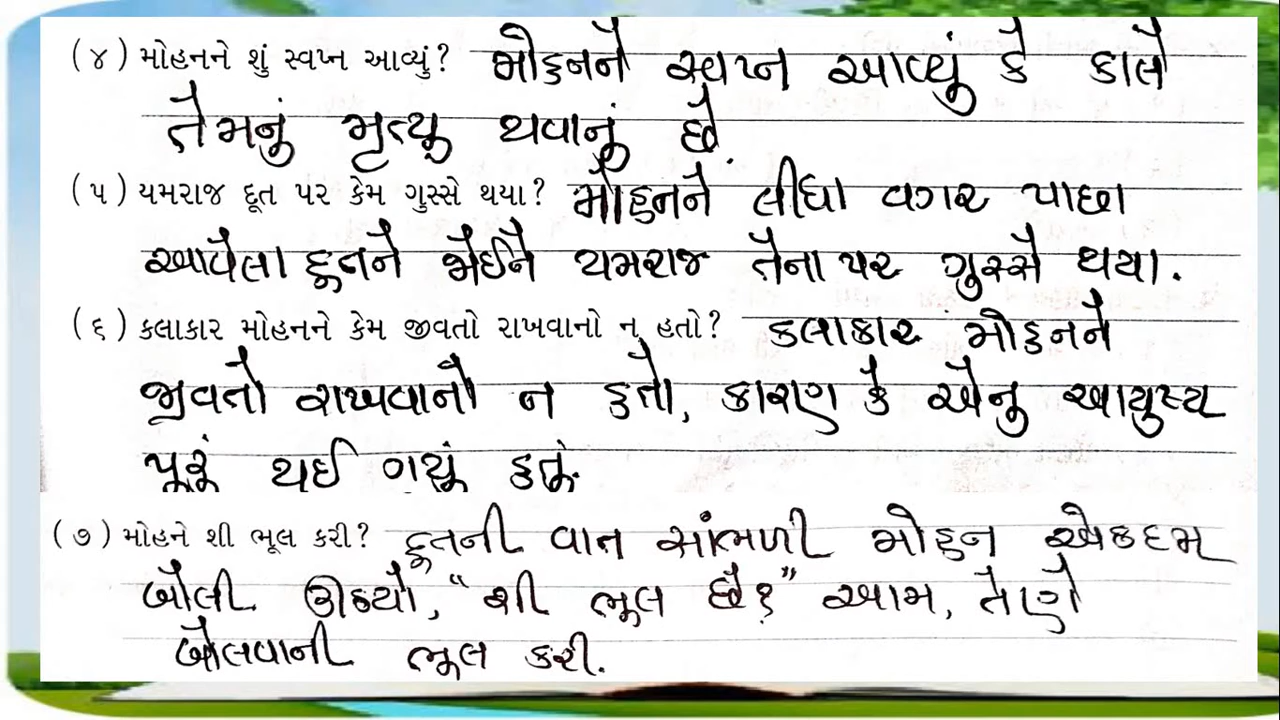 (૪) મોહનને શું સ્વપ્ન આવ્યું? મોહનને સ્વપ્ન આવ્યું કે કાલે
તેમનું મૃત્યૂ થવાનું છે.
(૫) યમરાજ દૂત પર કેમ ગુસ્સે થયા? મોહનને લીધા વગર પાછા
આવેલા દૂતને જોઈને યમરાજ તેના પર ગુસ્સે થયા.
(૬) કલાકાર મોહનને કેમ જીવતો રાખવાનો ન હતો? કલાકાર મોહનને
જીવતો રાખવાનો ન હતો, કારણ કે એનુ આયુસ્ય
પૂરું થઈ ગયું હતું.
(૭) મોહને શી ભૂલ કરી? દૂતની વાત સાંભળી મોહન એકદમ
બોલી ઊઠ્યો, "શી ભૂલ છે?" આમ, તેણે
બોલવાની ભૂલ કરી.